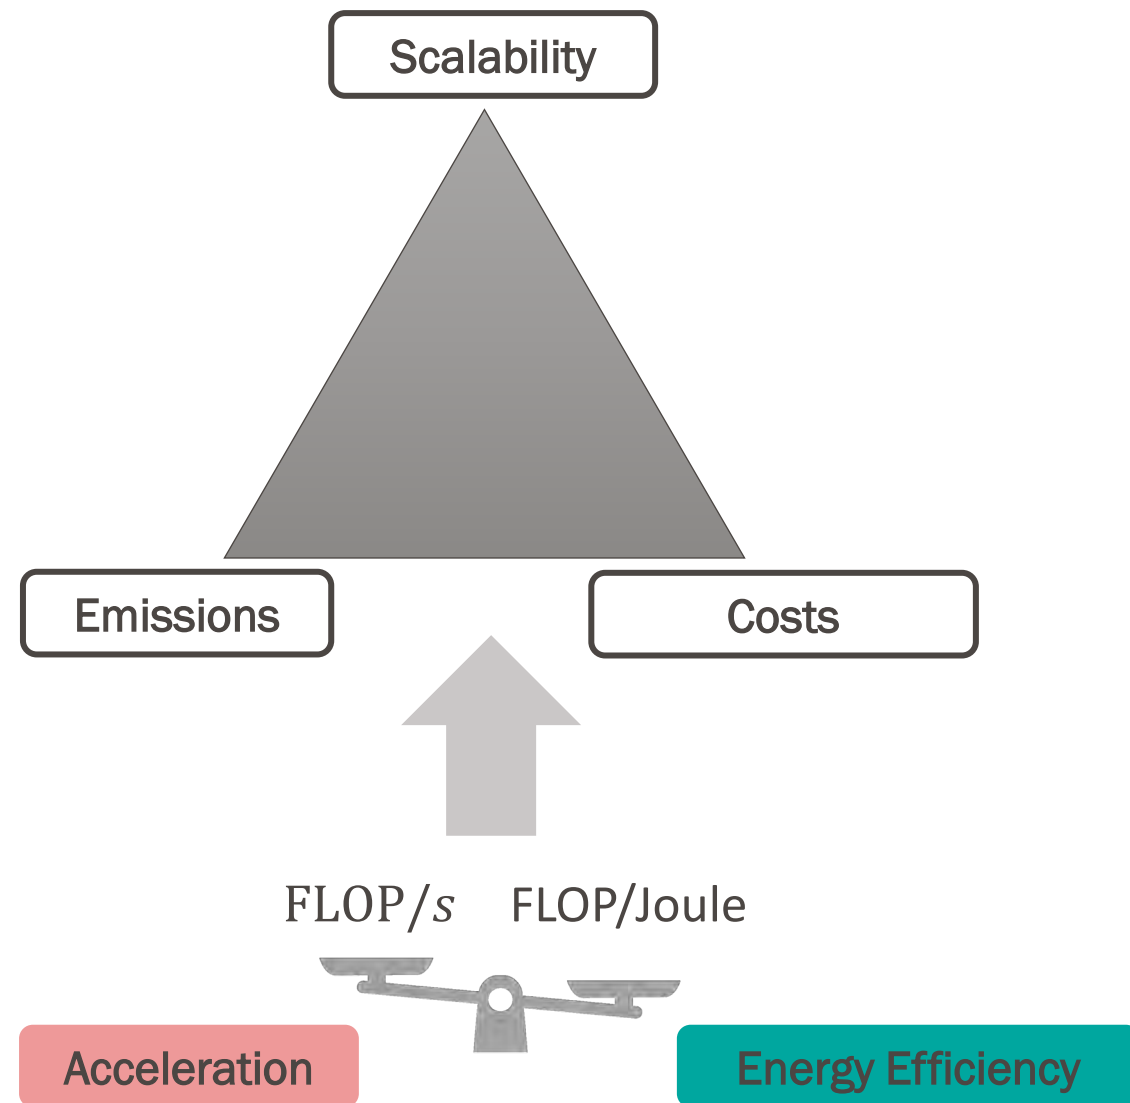 Scalability
Emissions
Costs
FLOP/s FLOP/Joule
Acceleration
Energy Efficiency